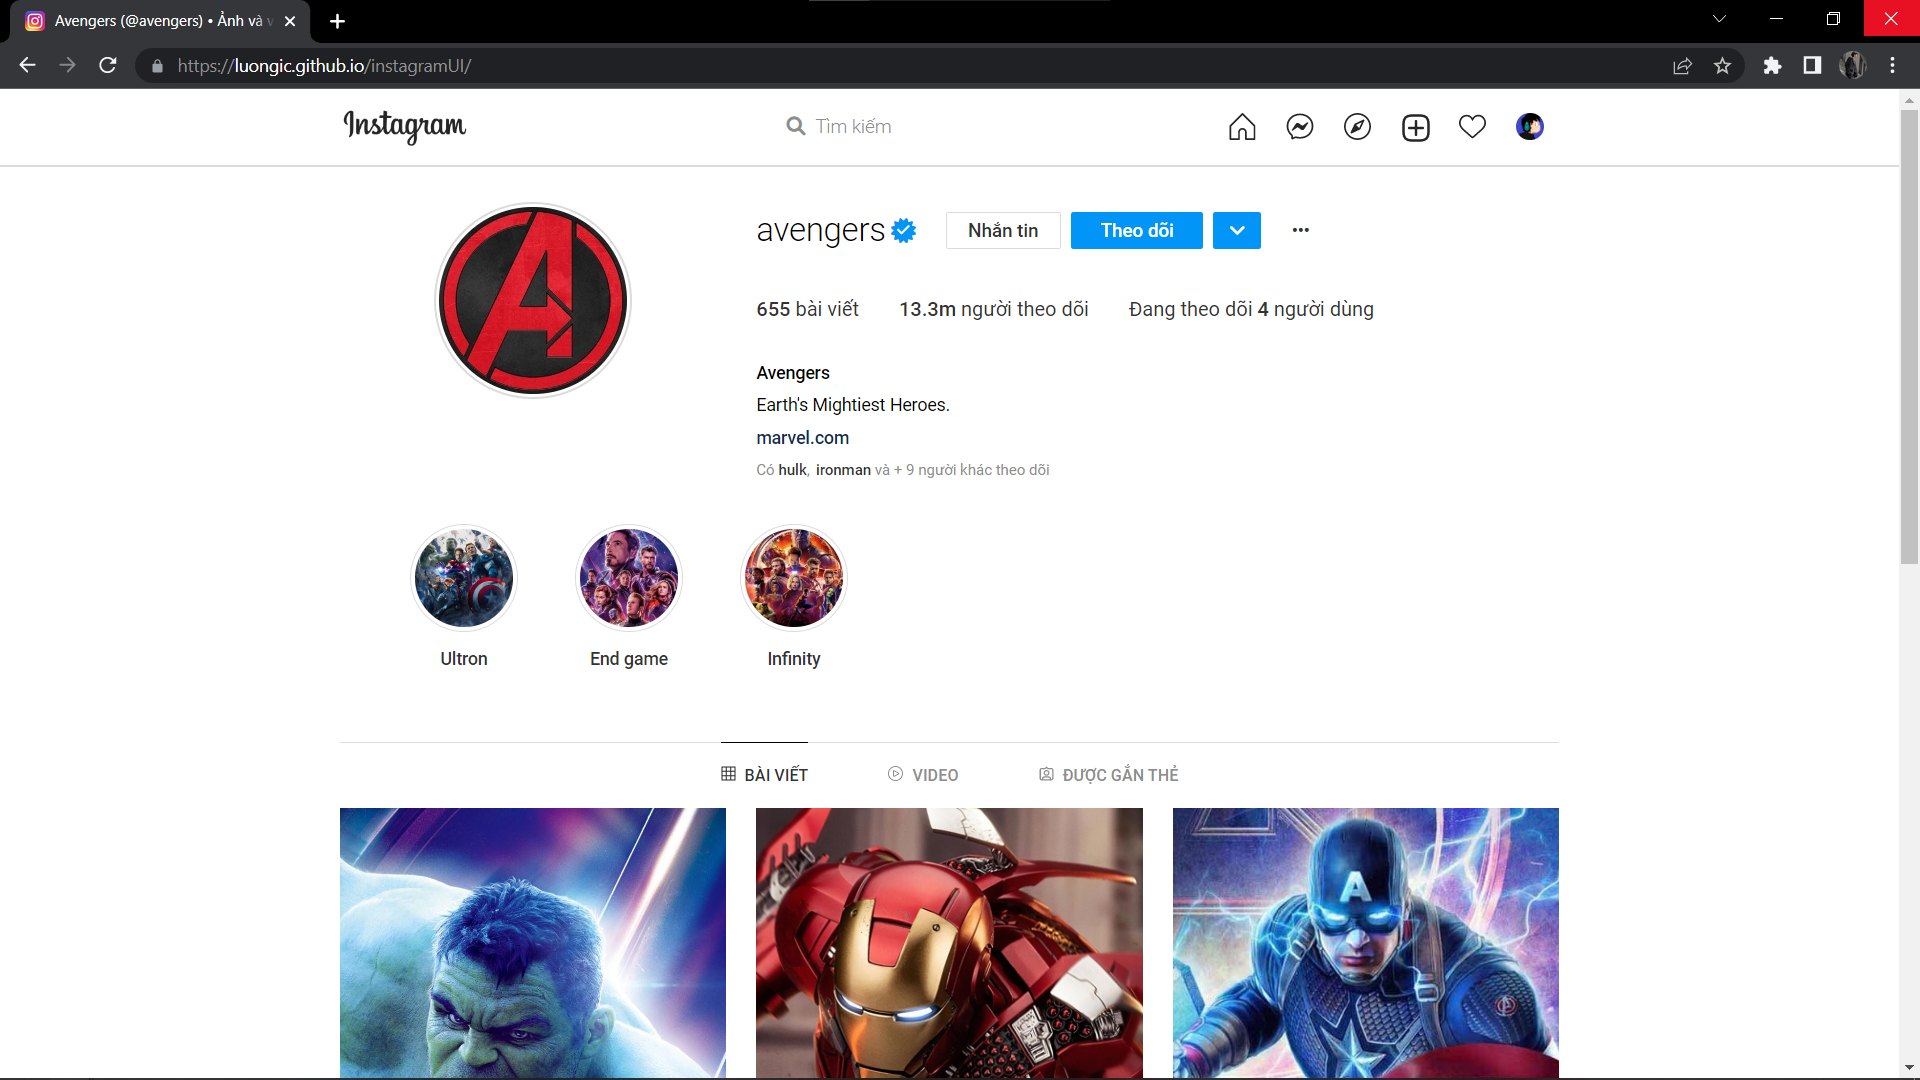 Avengers (@avengers) • Ảnh và v
https://luongic.github.io/instagramUI/
Instagram
Tìm kiếm
avengers
Nhắn tin
Theo dõi
655 bài viết
13.3m người theo dõi
Đang theo dõi 4 người dùng
Avengers
Earth's Mightiest Heroes.
marvel.com
Có hulk, ironman và + 9 người khác theo dõi
Ultron
End game
Infinity
BÀI VIẾT
VIDEO
ĐƯỢC GẮN THẺ